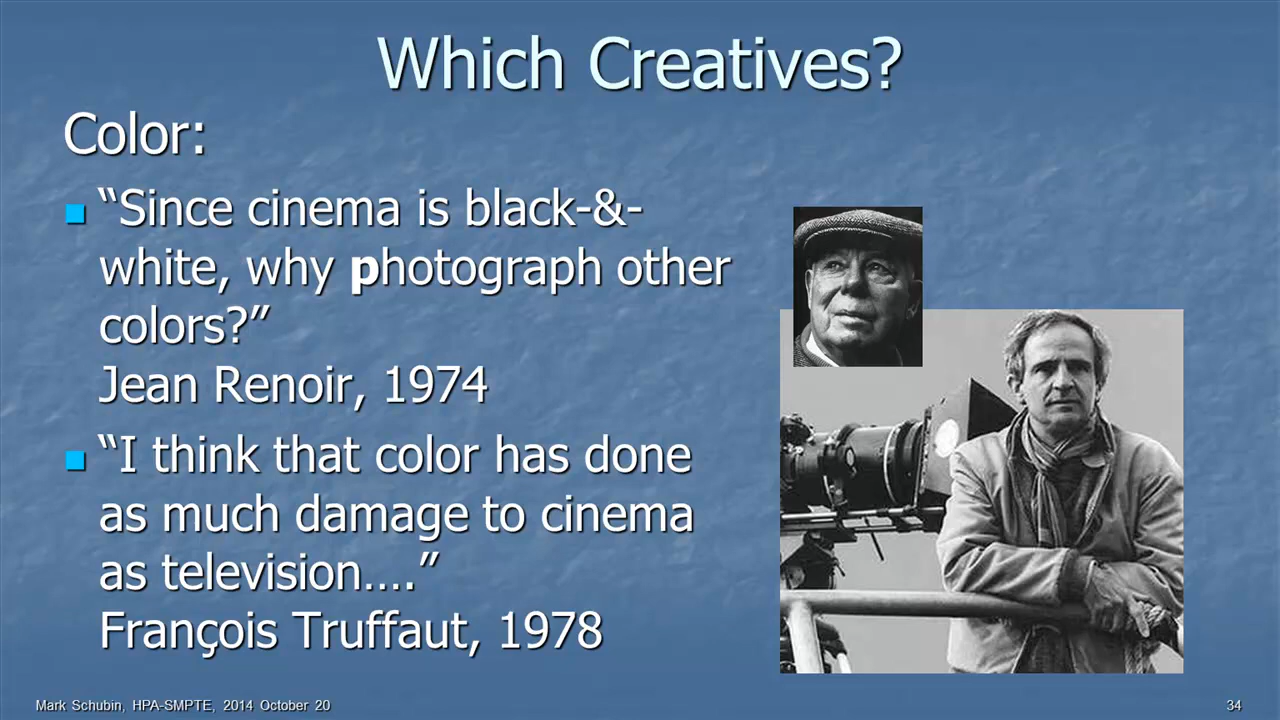 Which Creatives?
Color:
“Since cinema is black-&-
white, why photograph other
colors?”
Jean Renoir, 1974
“I think that color has done
as much damage to cinema
as television….”
François Truffaut, 1978
Mark Schubin, HPA-SMPTE, 2014 October 20
34